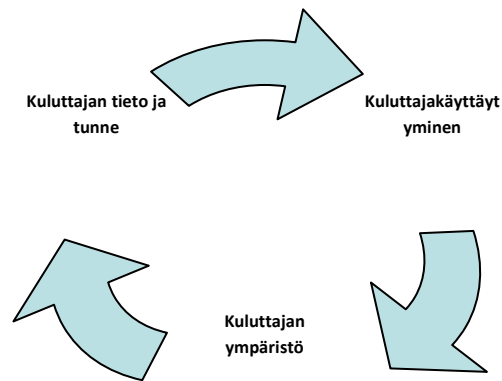 Kuluttajan tieto ja
tunne
Kuluttajakäyttäyt
yminen
Kuluttajan
ympäristö